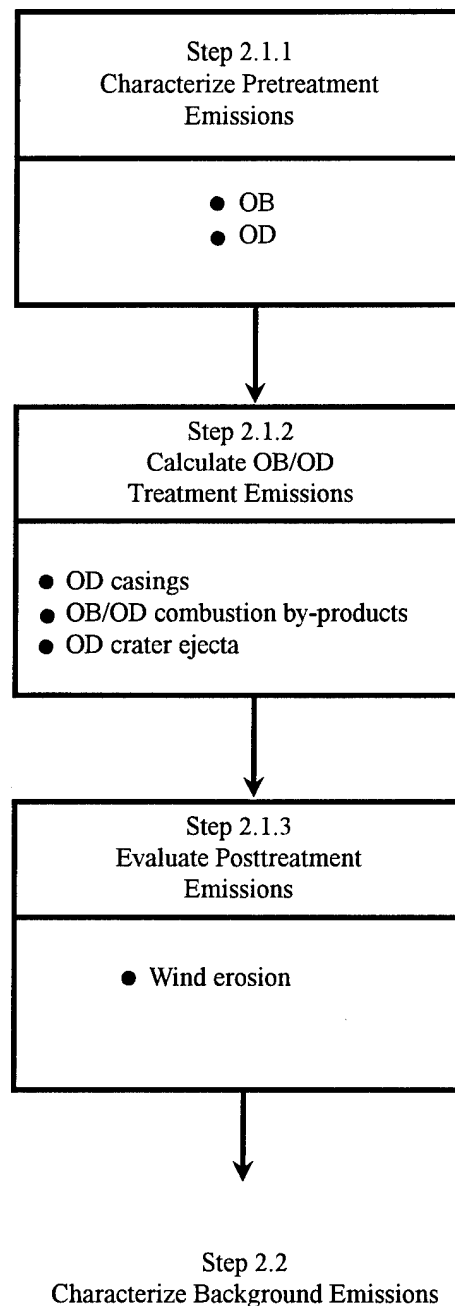 Step 2.1.1
Characterize Pretreatment
Emissions
● OB
● OD
Step 2.1.2
Calculate OB/OD
Treatment Emissions
● OD casings
● OB/OD combustion by-products
● OD crater ejecta
Step 2.1.3
Evaluate Posttreatment
Emissions
● Wind erosion
Step 2.2
Characterize Background Emissions